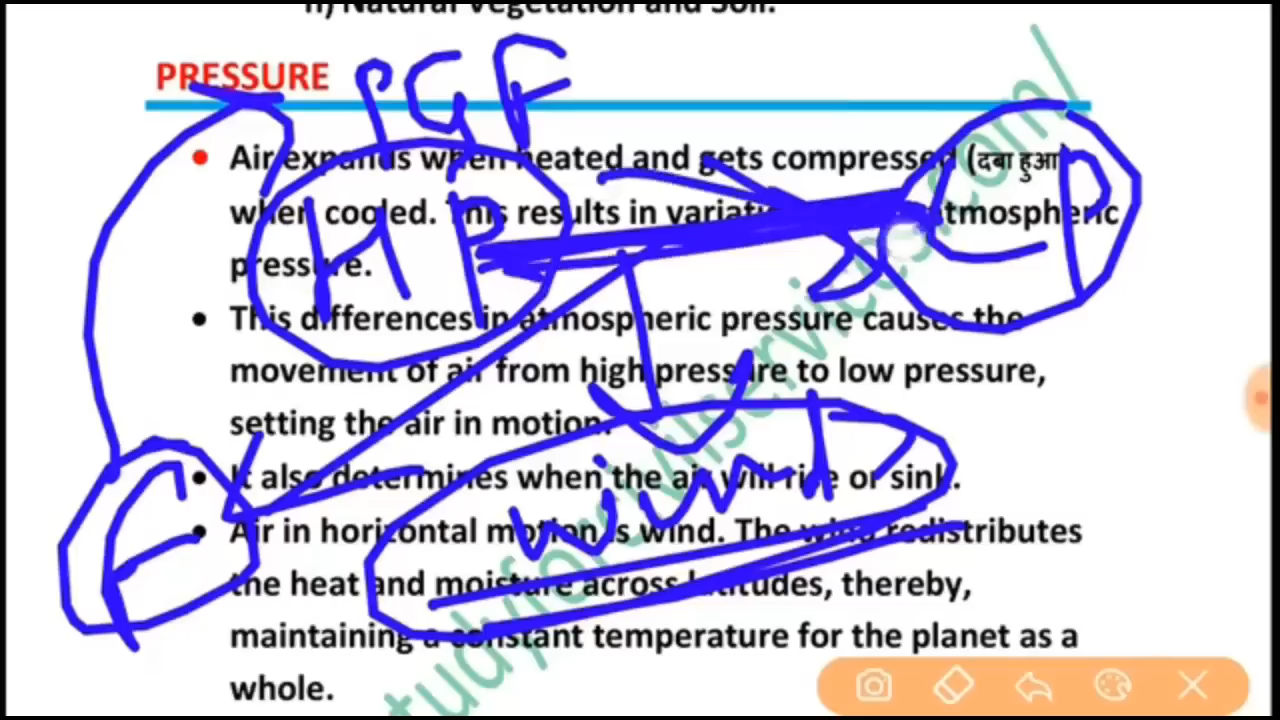 h) Natural Vegetation and Soil.
PRESSURE
PGF
Air expands when heated and gets compressed (दबा हुआ)
when cooled. This results in variation atmospheric
pressure.
HP
LP
This differences in atmospheric pressure causes the
movement of air from high pressure to low pressure,
setting the air in motion.
It also determines when the air will rise or sink.
wind
F
Air in horizontal motion is wind. The wind redistributes
the heat and moisture across latitudes, thereby,
maintaining a constant temperature for the planet as a
whole.
studyforcivilservices.com/